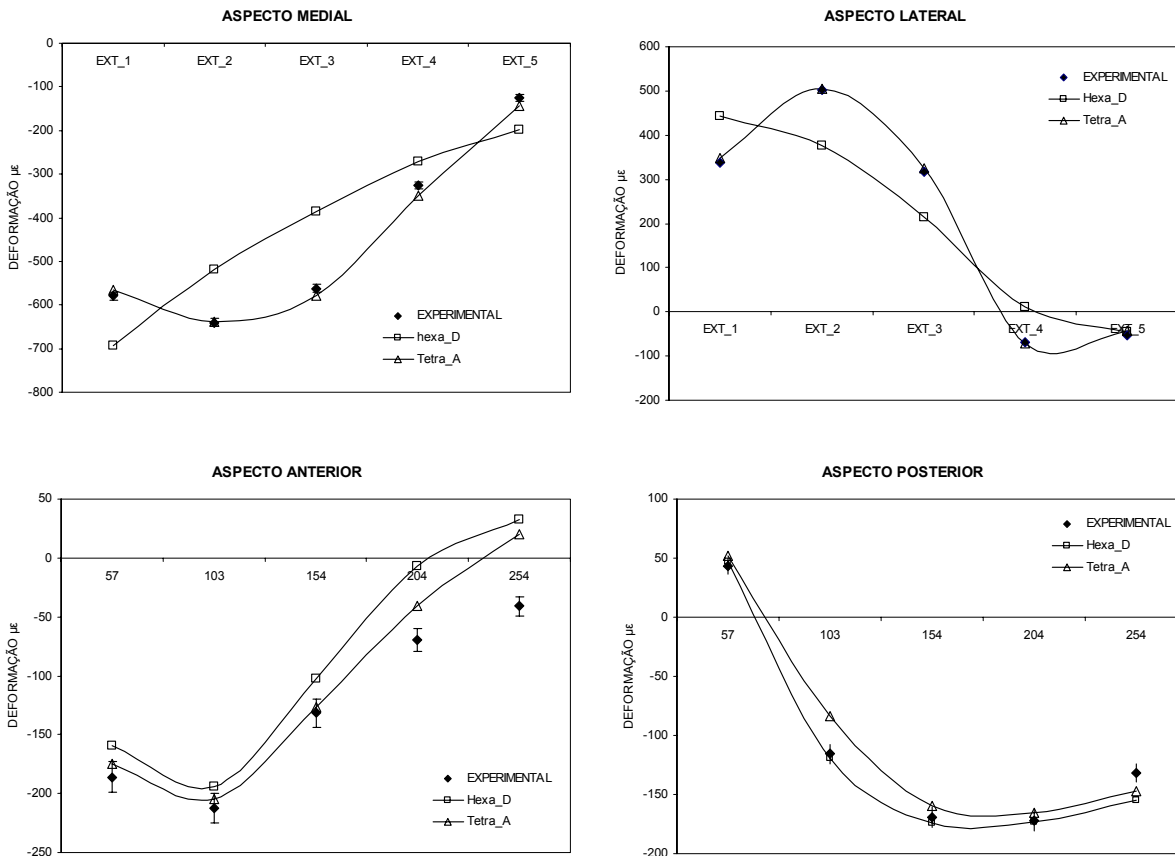 ASPECTO MEDIAL
0
-100
-200
-300
-400
-500
-600
-700
-800
DEFORMAÇÃO µε
EXT_1 EXT_2 EXT_3 EXT_4 EXT_5
EXPERIMENTAL
hexa_D
Tetra_A
ASPECTO LATERAL
600
500
400
300
200
100
0
-100
-200
DEFORMAÇÃO µε
EXT_1 EXT_2 EXT_3 EXT_4 EXT_5
EXPERIMENTAL
Hexa_D
Tetra_A
ASPECTO ANTERIOR
50
0
-50
-100
-150
-200
-250
DEFORMAÇÃO µε
57 103 154 204 254
EXPERIMENTAL
Hexa_D
Tetra_A
ASPECTO POSTERIOR
100
50
0
-50
-100
-150
-200
DEFORMAÇÃO µε
57 103 154 204 254
EXPERIMENTAL
Hexa_D
Tetra_A